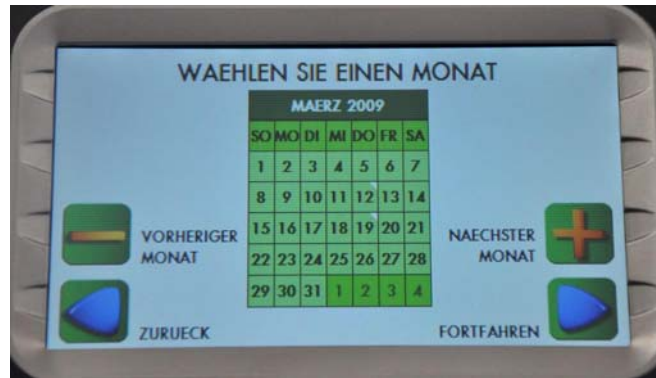 WAEHLEN SIE EINEN MONAT
MAERZ 2009
SO MO DI MI DO FR SA
1 2 3 4 5 6 7
8 9 10 11 12 13 14
15 16 17 18 19 20 21
22 23 24 25 26 27 28
29 30 31 1 2 3 4
VORHERIGER
MONAT
NAECHSTER
MONAT
ZURUECK
FORTFAHREN